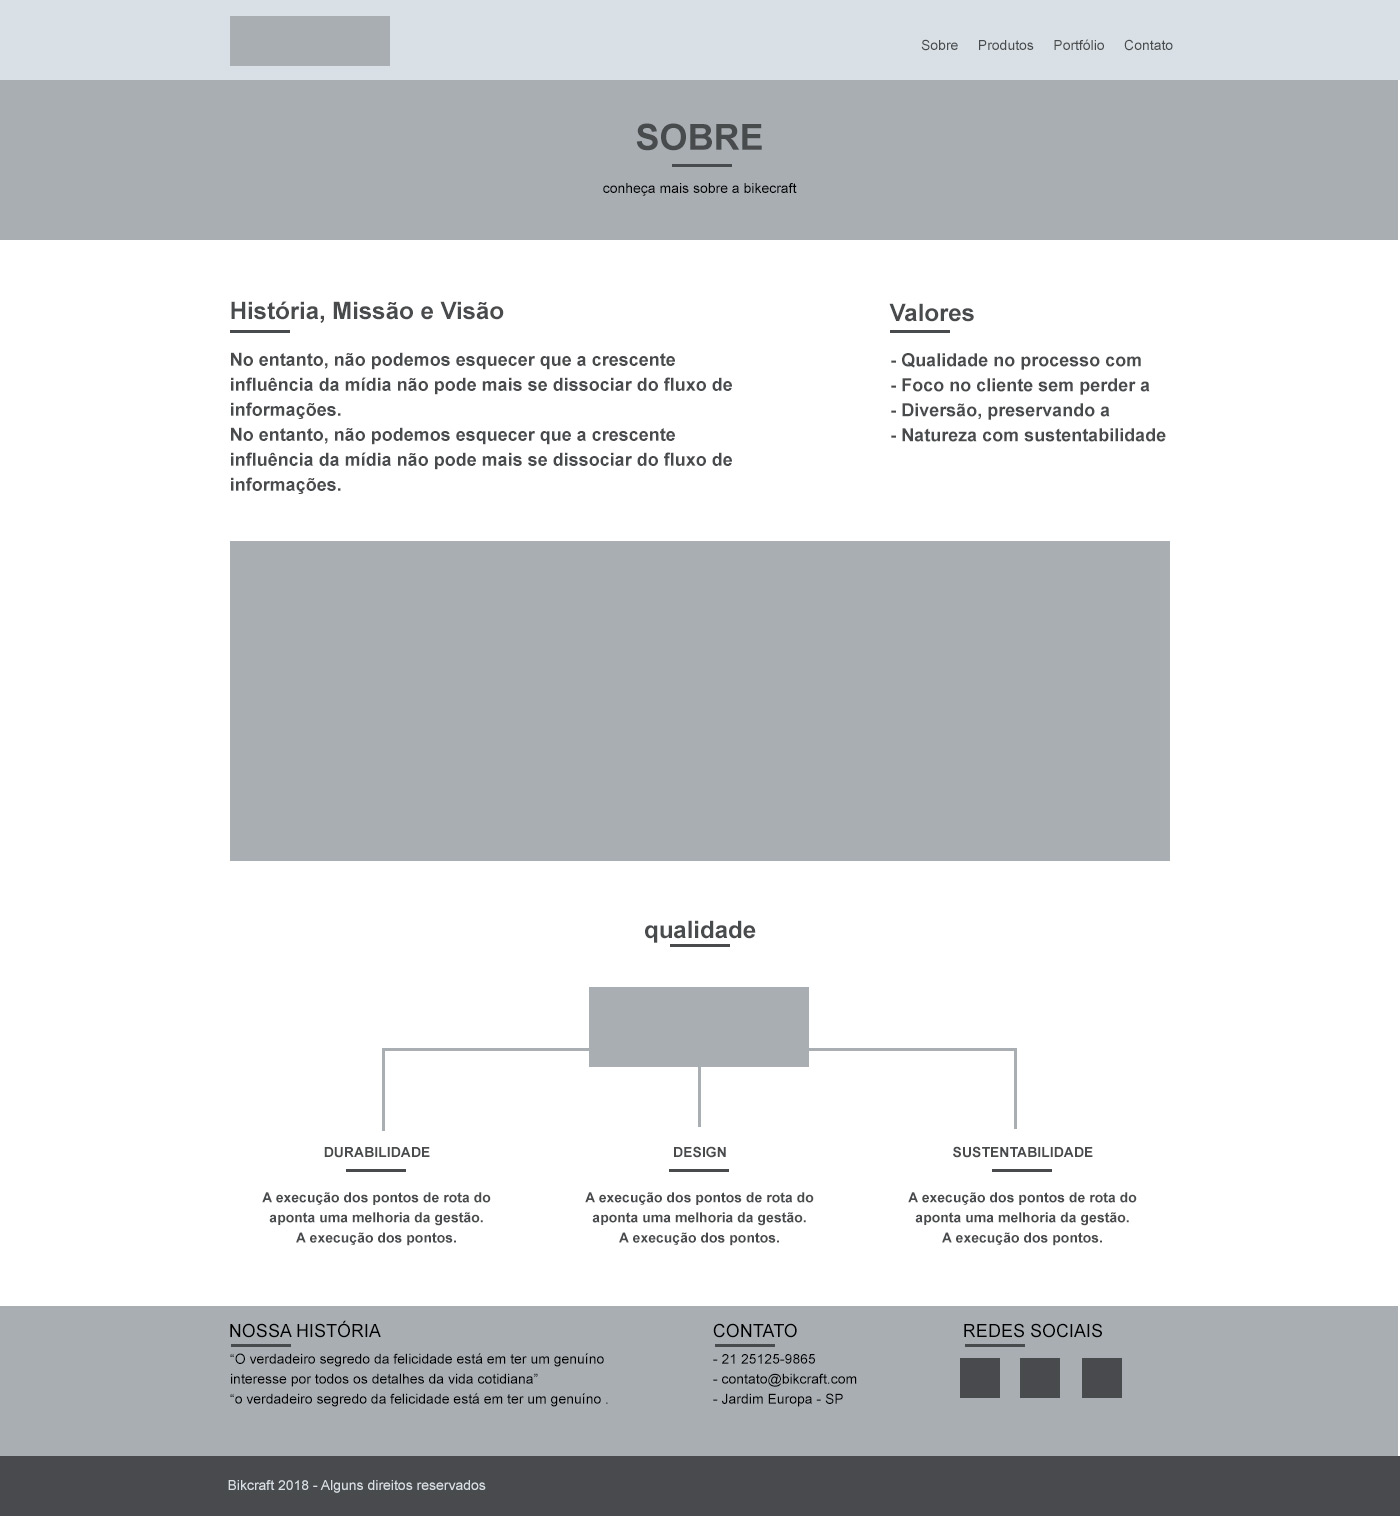 Sobre Produtos Portfólio Contato
SOBRE
conheça mais sobre a bikecraft
História, Missão e Visão
No entanto, não podemos esquecer que a crescente
influência da mídia não pode mais se dissociar do fluxo de
informações.
No entanto, não podemos esquecer que a crescente
influência da mídia não pode mais se dissociar do fluxo de
informações.
Valores
- Qualidade no processo com
- Foco no cliente sem perder a
- Diversão, preservando a
- Natureza com sustentabilidade
qualidade
DURABILIDADE
A execução dos pontos de rota do
aponta uma melhoria da gestão.
A execução dos pontos.
DESIGN
A execução dos pontos de rota do
aponta uma melhoria da gestão.
A execução dos pontos.
SUSTENTABILIDADE
A execução dos pontos de rota do
aponta uma melhoria da gestão.
A execução dos pontos.
NOSSA HISTÓRIA
“O verdadeiro segredo da felicidade está em ter um genuíno
interesse por todos os detalhes da vida cotidiana”
“o verdadeiro segredo da felicidade está em ter um genuíno .
CONTATO
- 21 25125-9865
- contato@bikcraft.com
- Jardim Europa - SP
REDES SOCIAIS
Bikcraft 2018 - Alguns direitos reservados